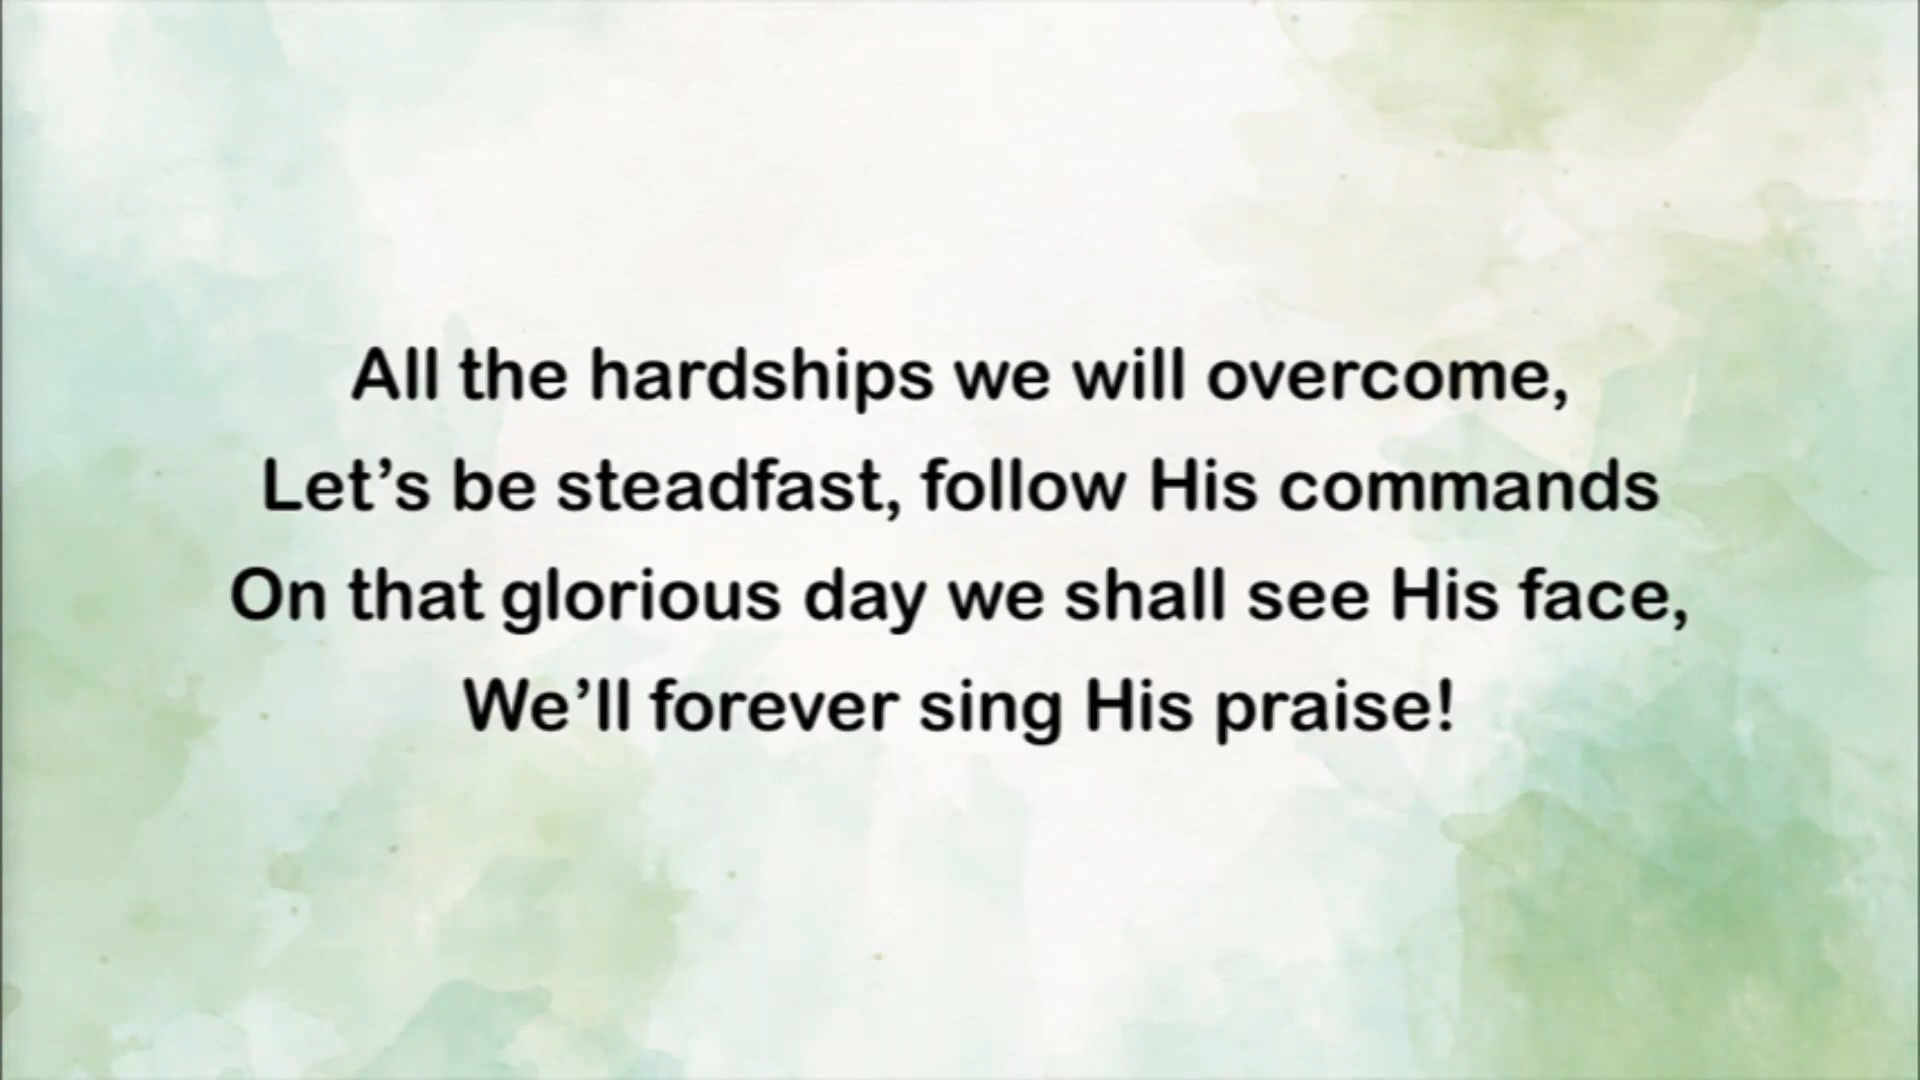 All the hardships we will overcome,
Let’s be steadfast, follow His commands
On that glorious day we shall see His face,
We’ll forever sing His praise!